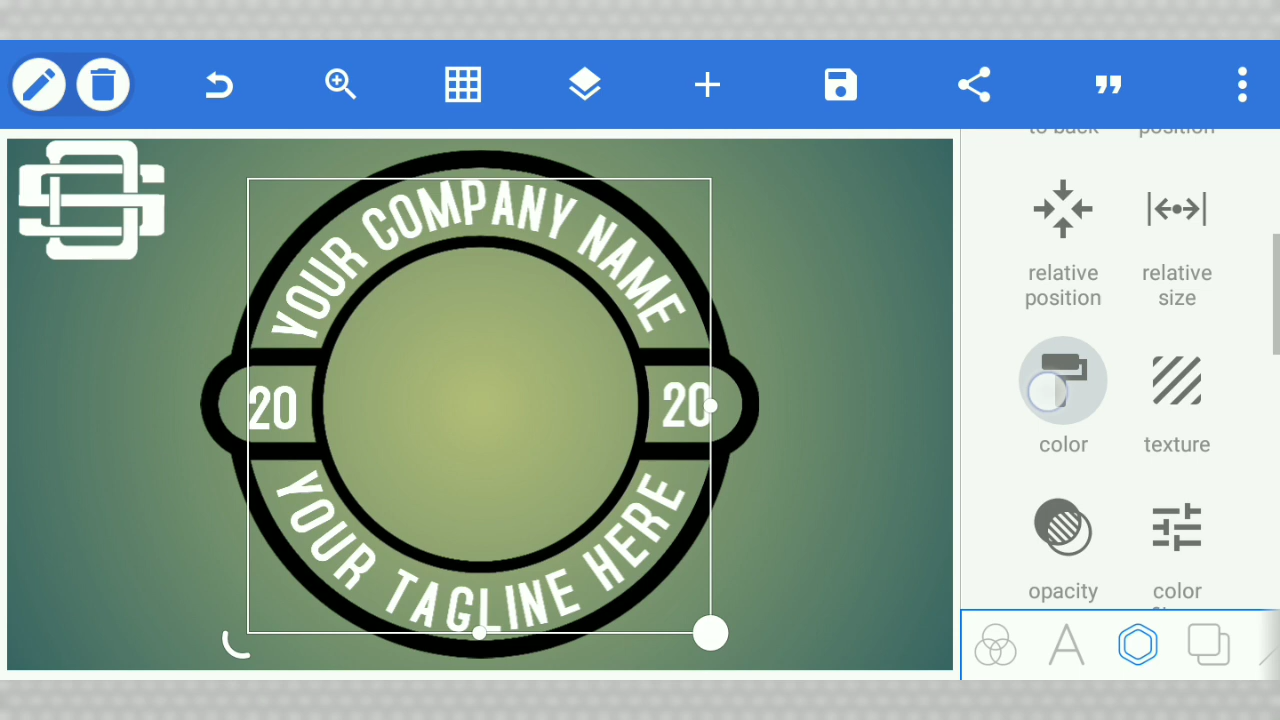 to back position
YOUR COMPANY NAME
relative position
relative size
20
20
color
texture
YOUR TAGLINE HERE
opacity
color